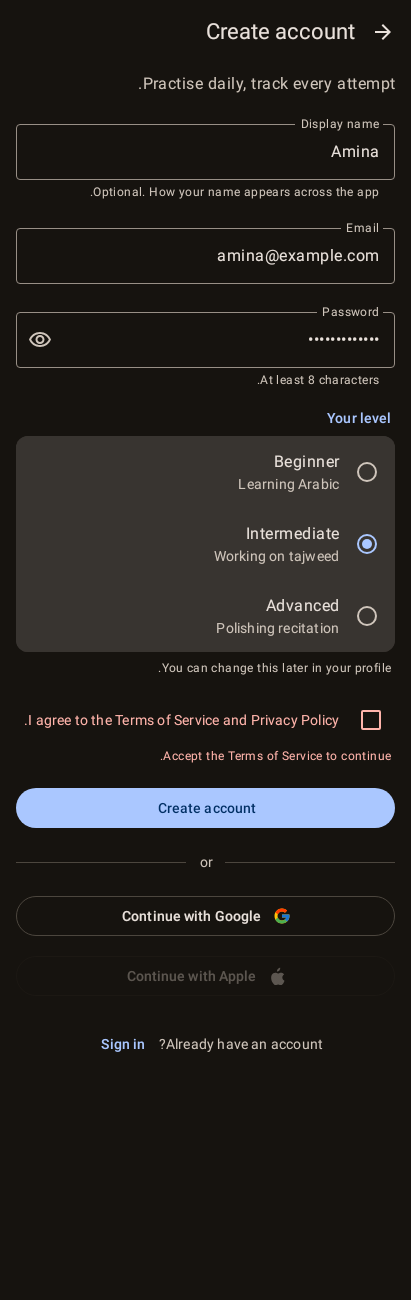 Create account
.Practise daily, track every attempt
Display name
Amina
.Optional. How your name appears across the app
Email
amina@example.com
Password
•••••••••••••
.At least 8 characters
Your level
Beginner
Learning Arabic
Intermediate
Working on tajweed
Advanced
Polishing recitation
.You can change this later in your profile
.I agree to the Terms of Service and Privacy Policy
.Accept the Terms of Service to continue
Create account
or
Continue with Google
Continue with Apple
?Already have an account Sign in